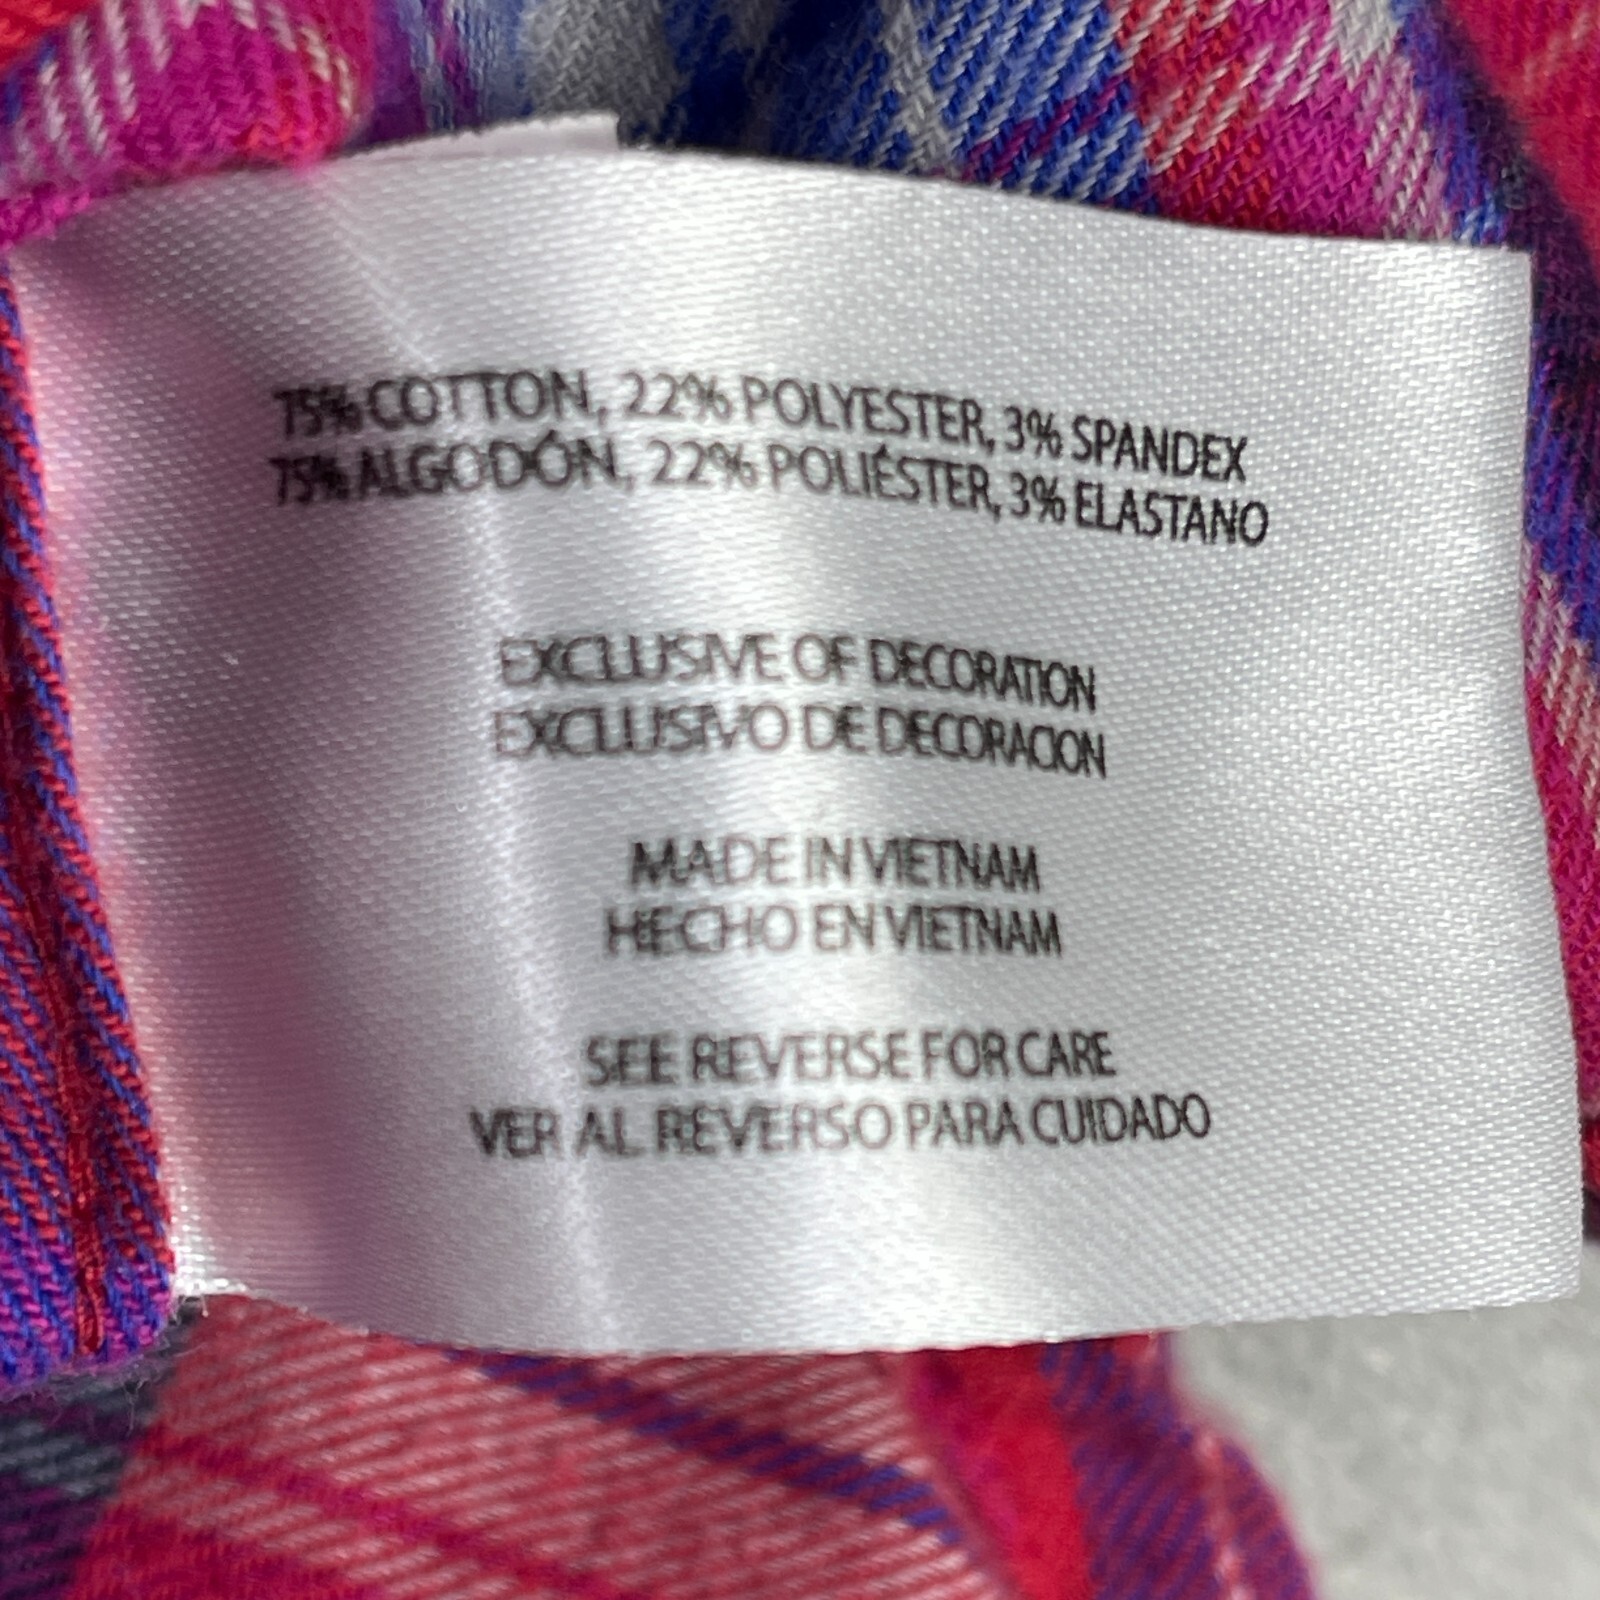 75% COTTON, 22% POLYESTER, 3% SPANDEX
75% ALGODÓN, 22% POLIÉSTER, 3% ELASTANO
EXCLUSIVE OF DECORATION
EXCLUSIVO DE DECORACION
MADE IN VIETNAM
HECHO EN VIETNAM
SEE REVERSE FOR CARE
VER AL REVERSO PARA CUIDADO